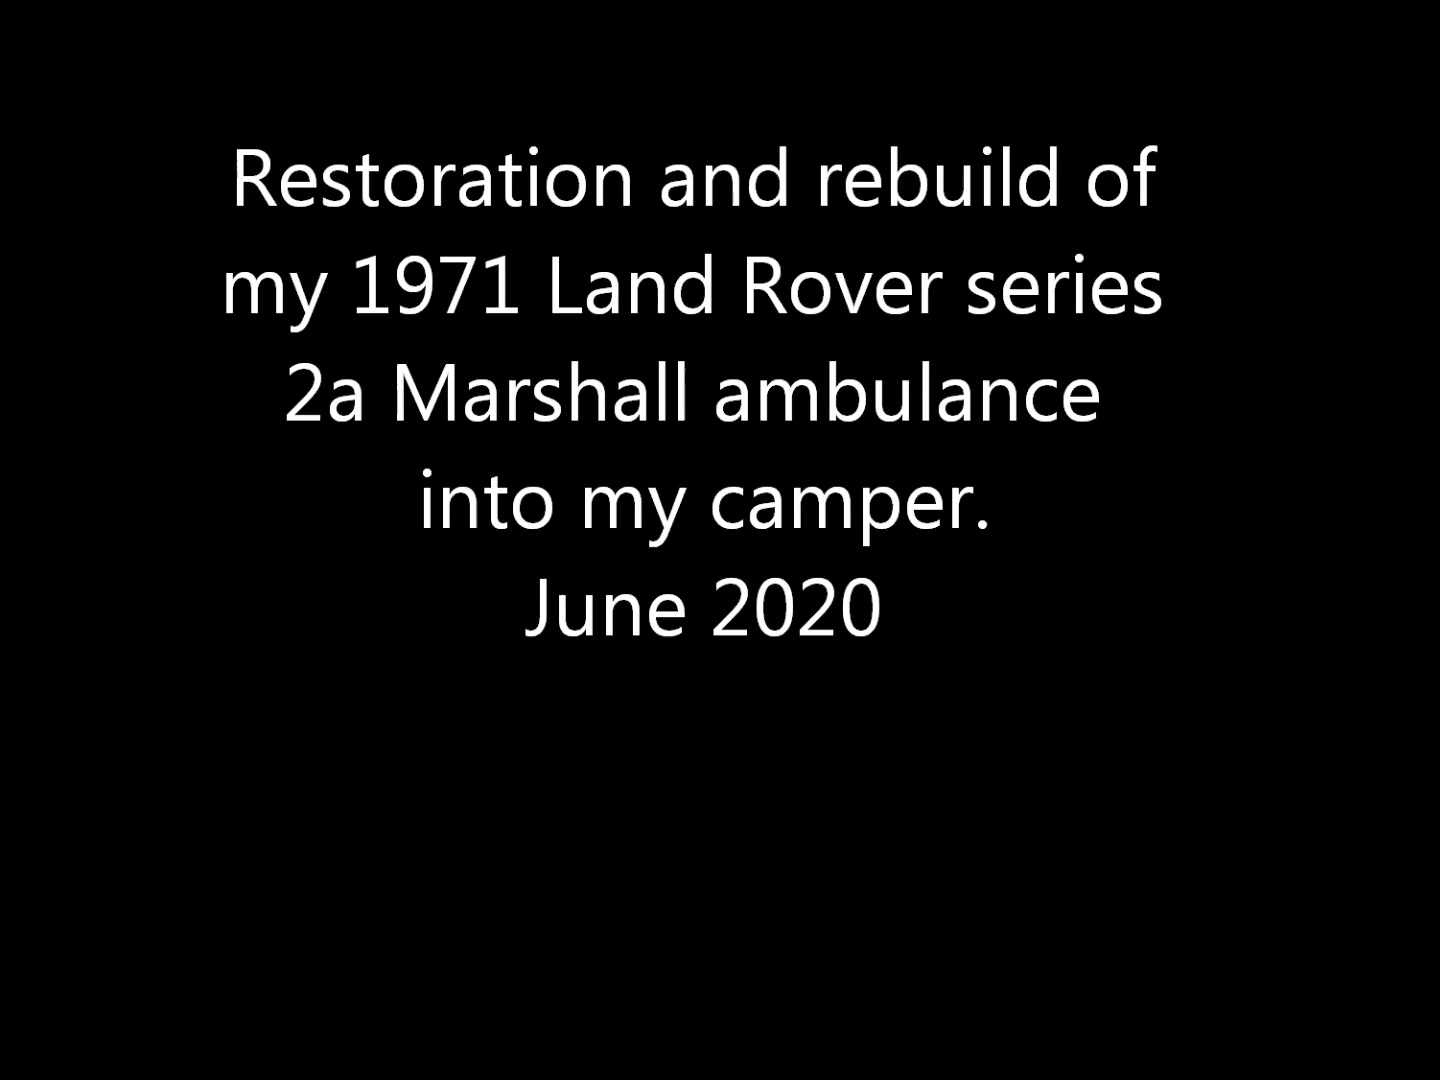 Restoration and rebuild of
my 1971 Land Rover series
2a Marshall ambulance
into my camper.
June 2020